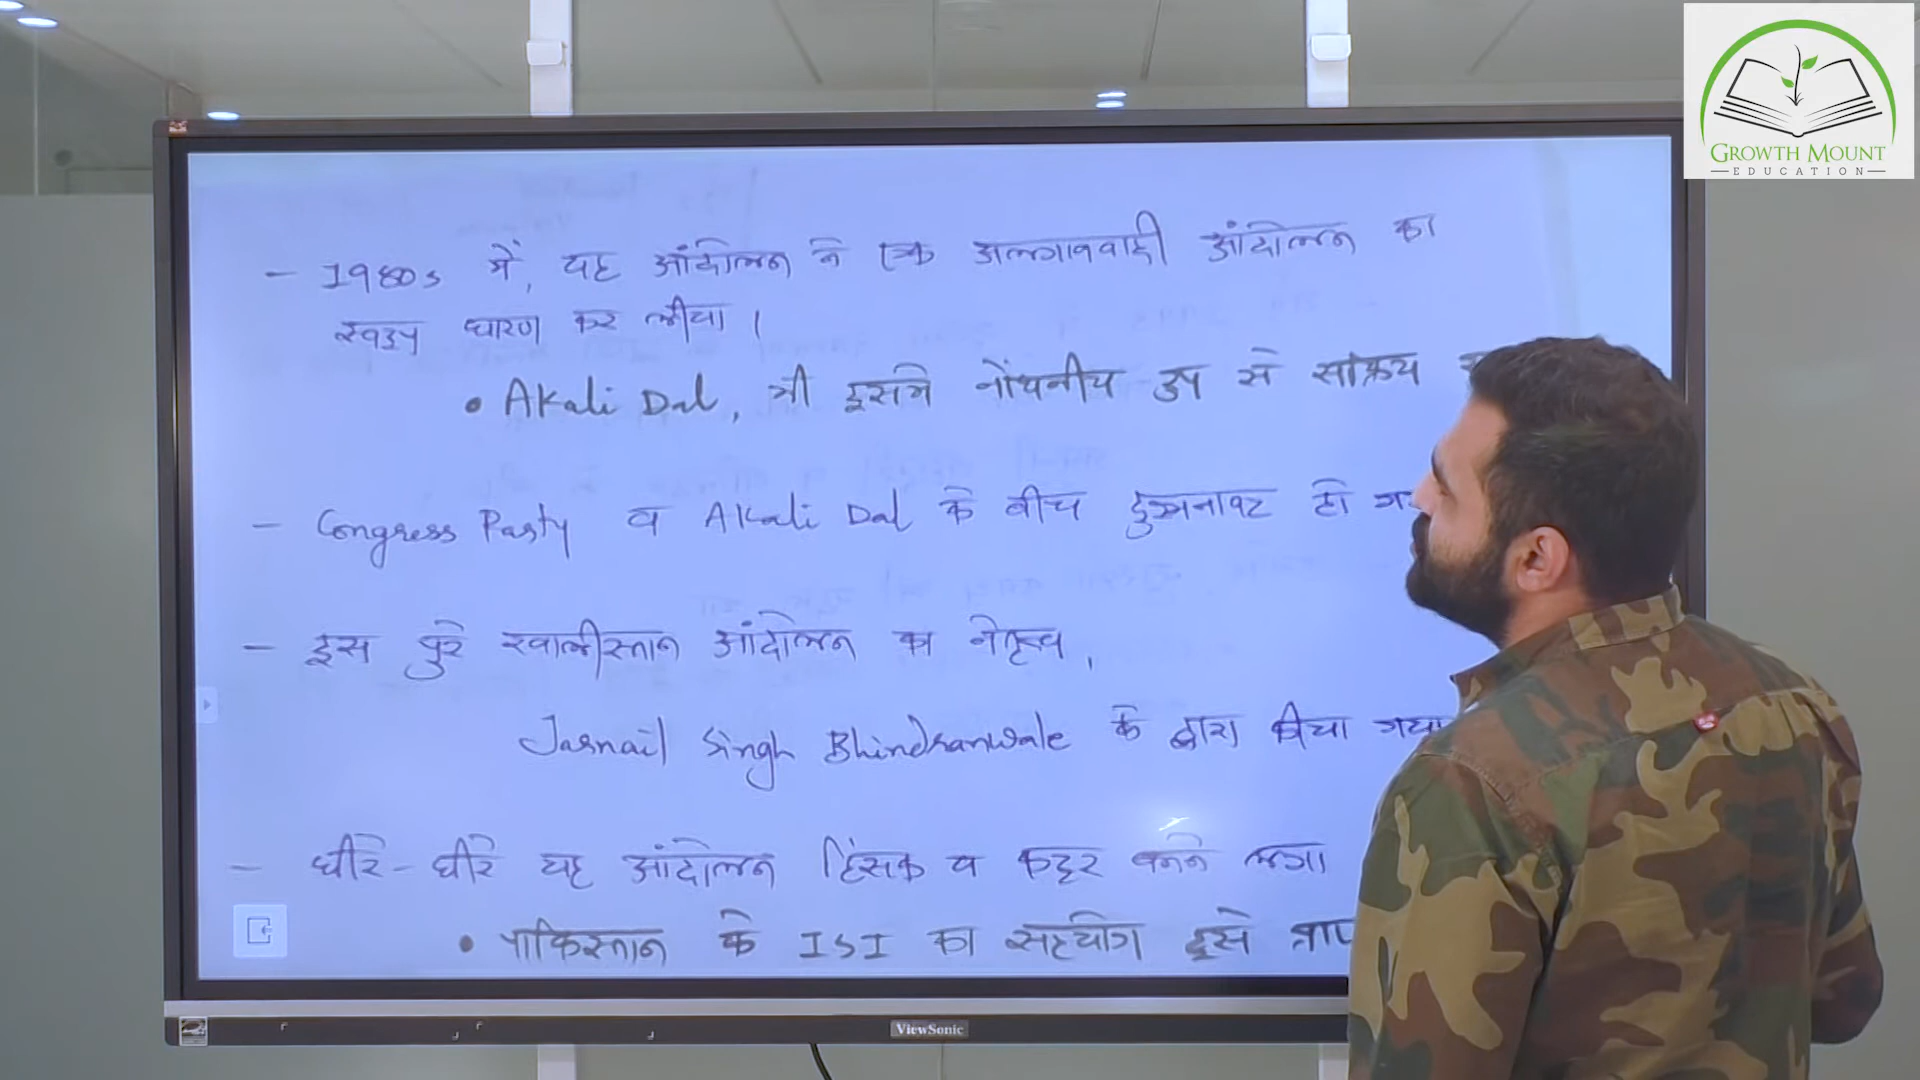 GROWTH MOUNT
EDUCATION
- 1980s में, यह आंदोलन ने एक अलगाववादी आंदोलन का
स्वरूप धारण कर लीया।
• Akali Dal, भी इसमे गोपनीय रूप से सक्रिय
- Congress Party व Akali Dal के बीच दुश्मनावट हो
- इस पुरे खालीस्तान आंदोलन का नेतृत्व,
Jarnail Singh Bhindranwale के द्वारा कीया गया
- धीरे-धीरे यह आंदोलन हिंसक व कट्टर बनने लगा
• पाकिस्तान के ISI का सहयोग इसे
ViewSonic